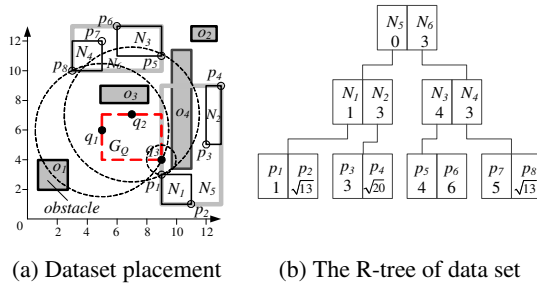 12
10
8
6
4
2
0
2
4
6
8
10
12
p6
p7
p8
p5
p4
p3
p1
p2
N3
N4
N6
N2
N1
N5
o2
o3
o4
o1
q1
q2
q3
GQ
obstacle
N5 N6
0 3
N1 N2
1 3
N3 N4
4 3
p1 p2
1 √13
p3 p4
3 √20
p5 p6
4 6
p7 p8
5 √13
(a) Dataset placement
(b) The R-tree of data set